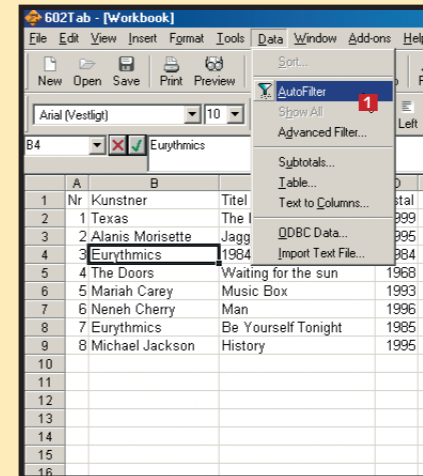 602Tab - [Workbook]
File Edit View Insert Format Tools Data Window Add-ons Help
New Open Save Print Preview
Sort...
AutoFilter
Show All
Advanced Filter...
Subtotals...
Table...
Text to Columns...
ODBC Data...
Import Text File...
1
Left
Arial (Vestligt) 10
B4 Eurythmics
A B D
1 Nr Kunstner Titel
2 1 Texas The
3 2 Alanis Morisette Jagg 995
4 3 Eurythmics 1984 984
5 4 The Doors Waiting for the sun 1968
6 5 Mariah Carey Music Box 1993
7 6 Neneh Cherry Man 1996
8 7 Eurythmics Be Yourself Tonight 1985
9 8 Michael Jackson History 1995
10
11
12
13
14
15
16